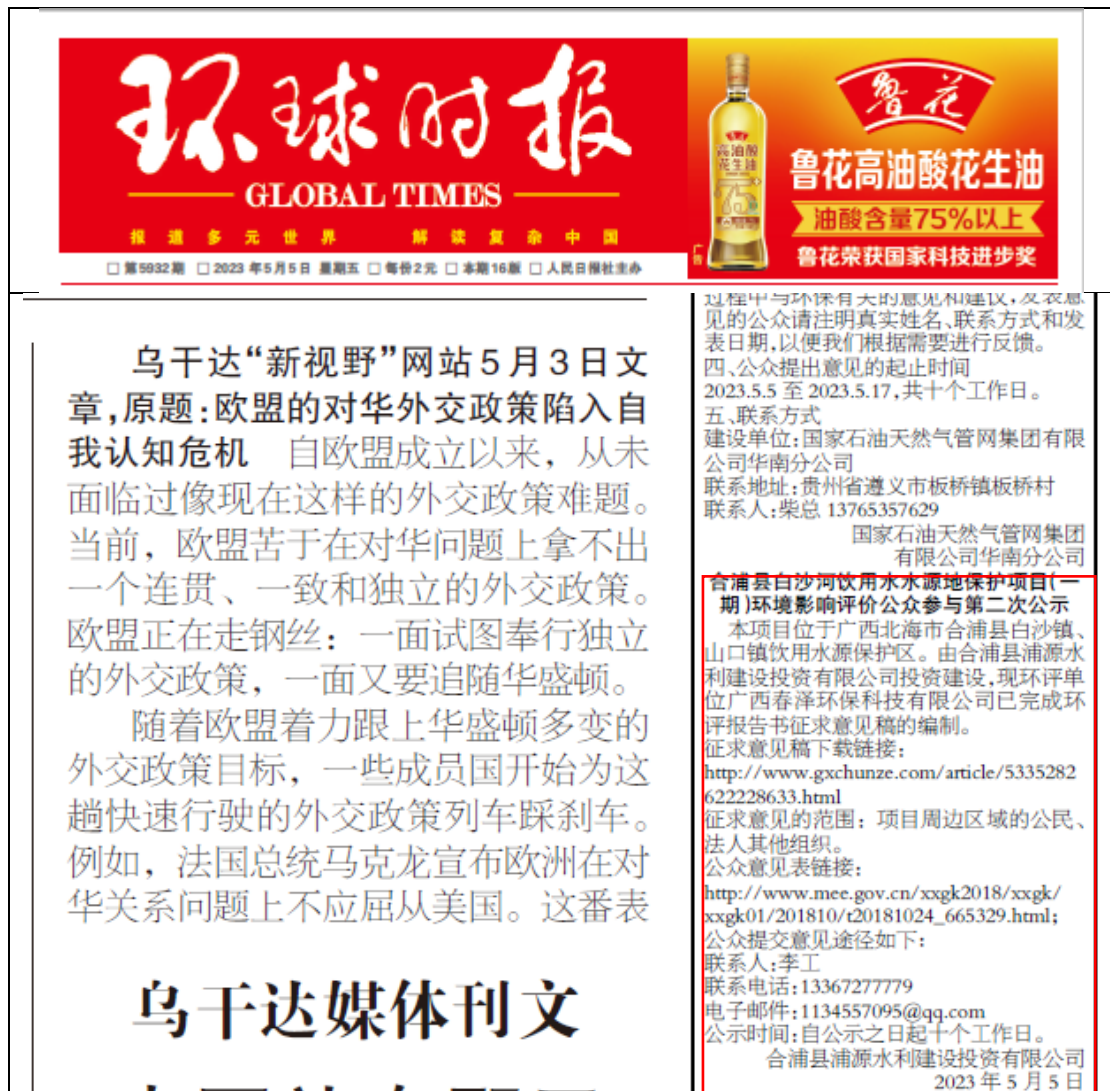 环球时报
GLOBAL TIMES
报道多元世界 解读复杂中国
□ 第5932期 □ 2023年5月5日 星期五 □ 每份2元 □ 本期16版 □ 人民日报社主办
鲁花
高油酸
花生油
75%
鲁花高油酸花生油
油酸含量75%以上
鲁花荣获国家科技进步奖
广告
乌干达“新视野”网站5月3日文
章,原题:欧盟的对华外交政策陷入自
我认知危机 自欧盟成立以来，从未
面临过像现在这样的外交政策难题。
当前，欧盟苦于在对华问题上拿不出
一个连贯、一致和独立的外交政策。
欧盟正在走钢丝：一面试图奉行独立
的外交政策，一面又要追随华盛顿。
随着欧盟着力跟上华盛顿多变的
外交政策目标，一些成员国开始为这
趟快速行驶的外交政策列车踩刹车。
例如，法国总统马克龙宣布欧洲在对
华关系问题上不应屈从美国。这番表
乌干达媒体刊文
过程中与环保有关的意见和建议,发表意
见的公众请注明真实姓名、联系方式和发
表日期,以便我们根据需要进行反馈。
四、公众提出意见的起止时间
2023.5.5 至 2023.5.17,共十个工作日。
五、联系方式
建设单位:国家石油天然气管网集团有限
公司华南分公司
联系地址:贵州省遵义市板桥镇板桥村
联系人:柴总 13765357629
国家石油天然气管网集团
有限公司华南分公司
合浦县白沙河饮用水水源地保护项目(一
期)环境影响评价公众参与第二次公示
本项目位于广西北海市合浦县白沙镇、
山口镇饮用水源保护区。由合浦县浦源水
利建设投资有限公司投资建设,现环评单
位广西春泽环保科技有限公司已完成环
评报告书征求意见稿的编制。
征求意见稿下载链接:
http://www.gxchunze.com/article/5335282
622228633.html
征求意见的范围：项目周边区域的公民、
法人其他组织。
公众意见表链接:
http://www.mee.gov.cn/xxgk2018/xxgk/
xxgk01/201810/t20181024_665329.html;
公众提交意见途径如下:
联系人:李工
联系电话:13367277779
电子邮件:1134557095@qq.com
公示时间:自公示之日起十个工作日。
合浦县浦源水利建设投资有限公司
2023 年 5 月 5 日